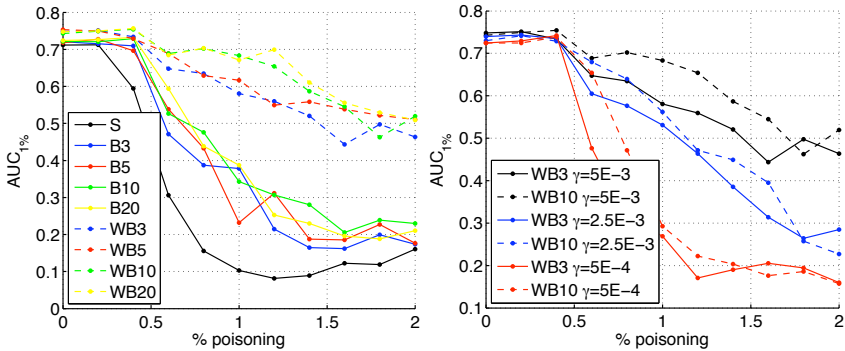 0.8
0.7
0.6
0.5
0.4
0.3
0.2
0.1
0
AUC1%
S
B3
B5
B10
B20
WB3
WB5
WB10
WB20
0
0.5
1
1.5
2
% poisoning
0.8
0.7
0.6
0.5
0.4
0.3
0.2
0.1
AUC1%
WB3 γ=5E−3
WB10 γ=5E−3
WB3 γ=2.5E−3
WB10 γ=2.5E−3
WB3 γ=5E−4
WB10 γ=5E−4
0
0.5
1
1.5
2
% poisoning